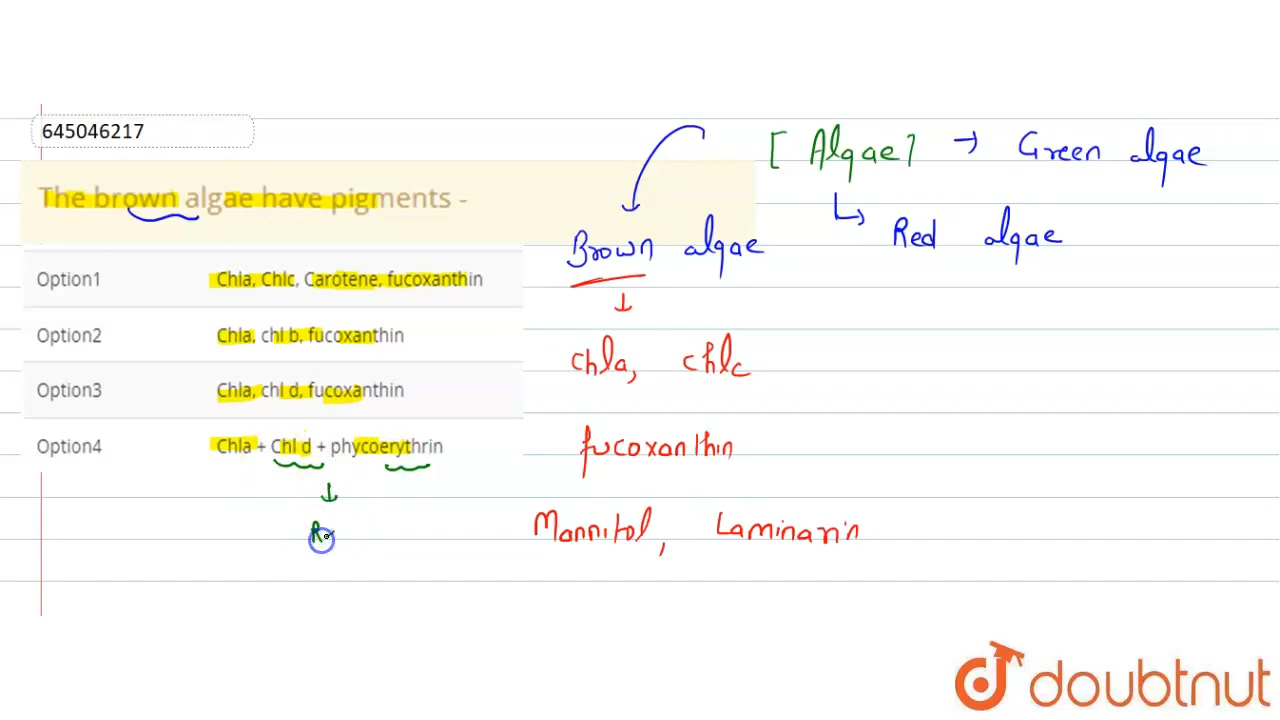 645046217
The brown algae have pigments -
Option1 Chla, Chlc, Carotene, fucoxanthin
Option2 Chla, chl b, fucoxanthin
Option3 Chla, chl d, fucoxanthin
Option4 Chla + Chl d + phycoerythrin
R
[Algae] → Green algae
Red algae
Brown algae
chla, chlc
fucoxanthin
Mannitol, Laminarin
doubtnut